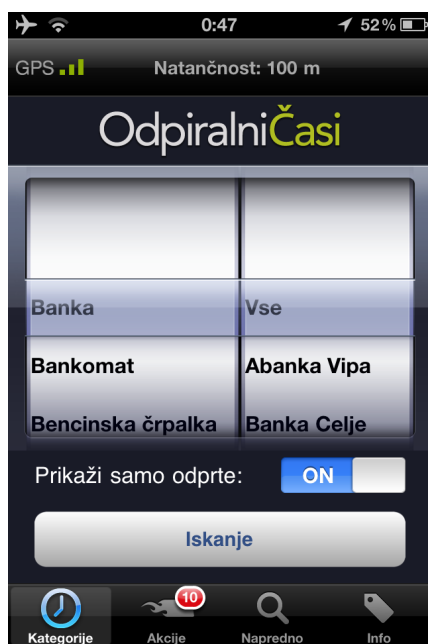 0:47 52%
GPS Natančnost: 100 m
OdpiralniČasi
Banka Vse
Bankomat Abanka Vipa
Bencinska črpalka Banka Celje
Prikaži samo odprte: ON
Iskanje
10
Kategorije Akcije Napredno Info